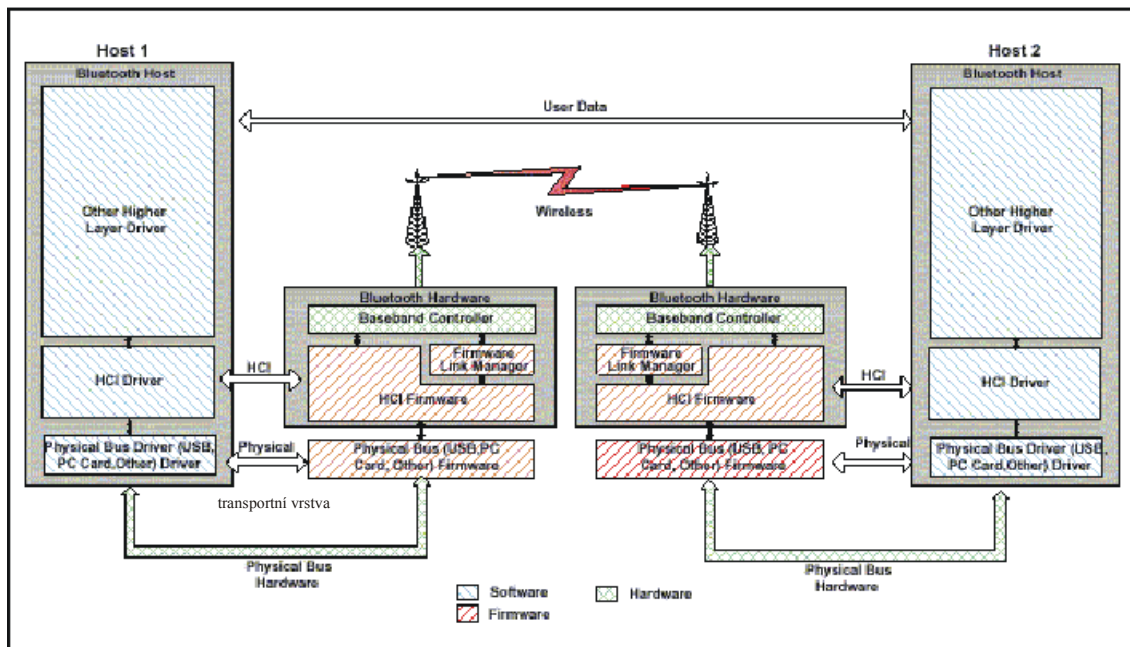 Host 1
Host 2
Bluetooth Host
Bluetooth Host
User Data
Other Higher
Layer Driver
Wireless
Other Higher
Layer Driver
Bluetooth Hardware
Bluetooth Hardware
Baseband Controller
Baseband Controller
HCI Driver
HCI
Firmware
Link Manager
HCI Firmware
Firmware
Link Manager
HCI Firmware
HCI
HCI Driver
Physical Bus Driver (USB,
PC Card,Other) Driver
Physical
Physical Bus (USB,PC
Card, Other) Firmware
Physical Bus (USB, PC
Card, Other) Firmware
Physical
Physical Bus Driver (USB,
PC Card,Other) Driver
transportní vrstva
Physical Bus
Hardware
Physical Bus
Hardware
Software
Hardware
Firmware